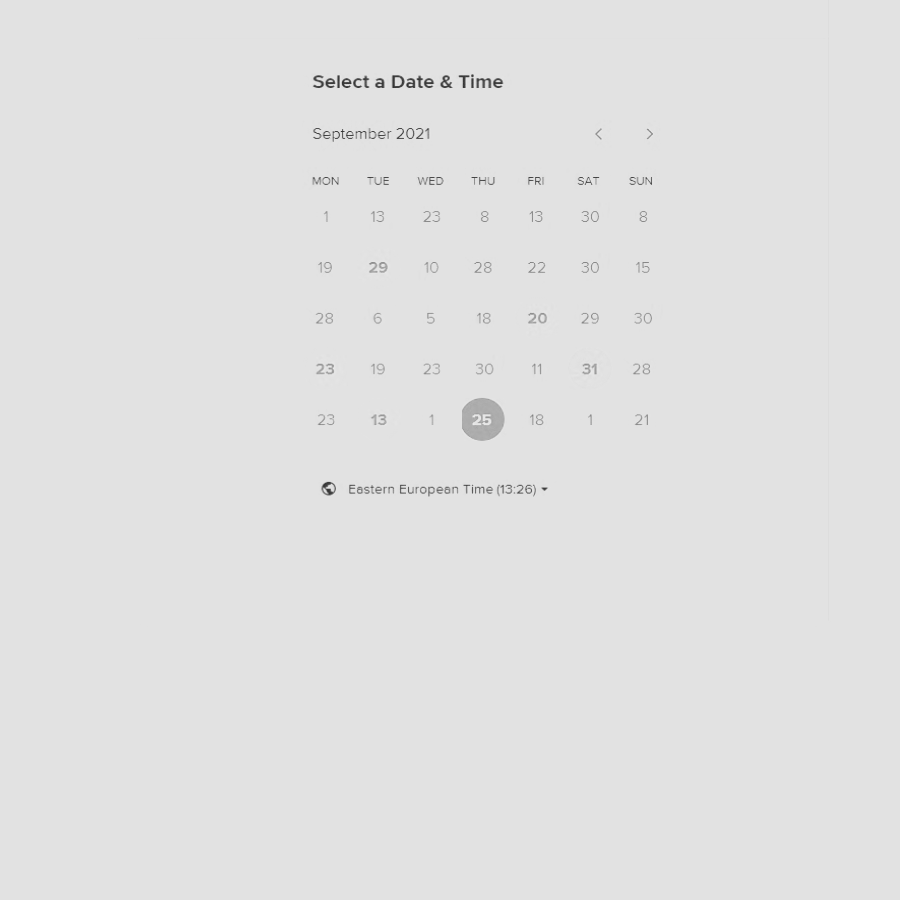 Select a Date & Time
September 2021
MON TUE WED THU FRI SAT SUN
1 13 23 8 13 30 8
19 29 10 28 22 30 15
28 6 5 18 20 29 30
23 19 23 30 11 31 28
23 13 1 25 18 1 21
Eastern European Time (13:26)